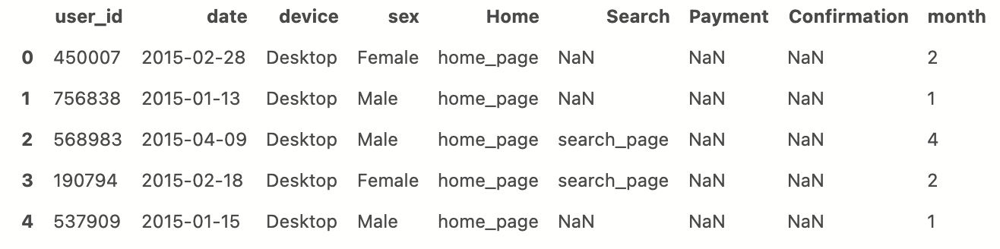 user_id date device sex Home Search Payment Confirmation month
0 450007 2015-02-28 Desktop Female home_page NaN NaN NaN 2
1 756838 2015-01-13 Desktop Male home_page NaN NaN NaN 1
2 568983 2015-04-09 Desktop Male home_page search_page NaN NaN 4
3 190794 2015-02-18 Desktop Female home_page search_page NaN NaN 2
4 537909 2015-01-15 Desktop Male home_page NaN NaN NaN 1